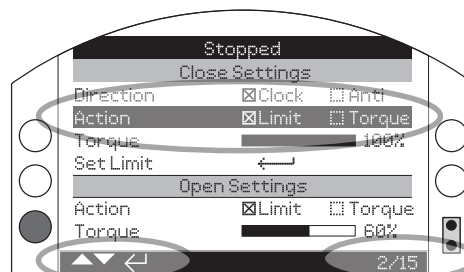 Stopped
Close Settings
Direction ☒Clock ☐Anti
Action ☒Limit ☐Torque
Torque 100%
Set Limit
Open Settings
Action ☒Limit ☐Torque
Torque 60%
2/15